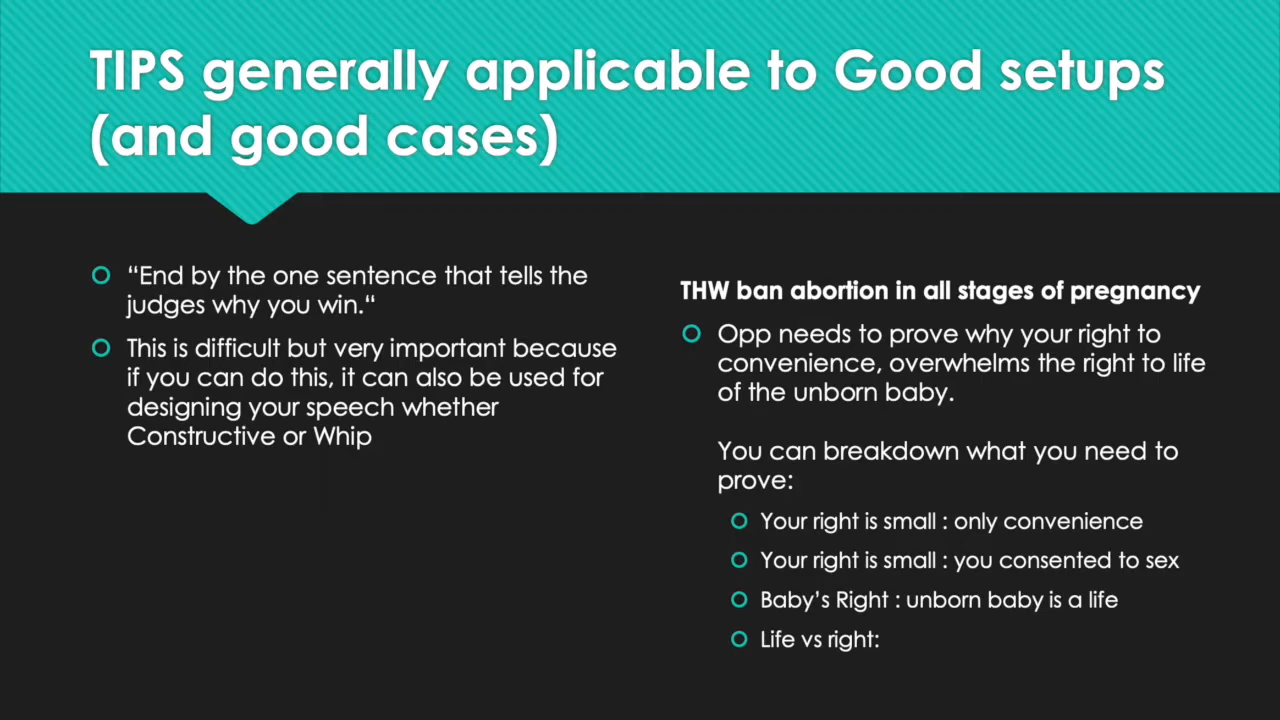 TIPS generally applicable to Good setups
(and good cases)
“End by the one sentence that tells the
judges why you win.“
This is difficult but very important because
if you can do this, it can also be used for
designing your speech whether
Constructive or Whip
THW ban abortion in all stages of pregnancy
Opp needs to prove why your right to
convenience, overwhelms the right to life
of the unborn baby.
You can breakdown what you need to
prove:
Your right is small : only convenience
Your right is small : you consented to sex
Baby’s Right : unborn baby is a life
Life vs right: